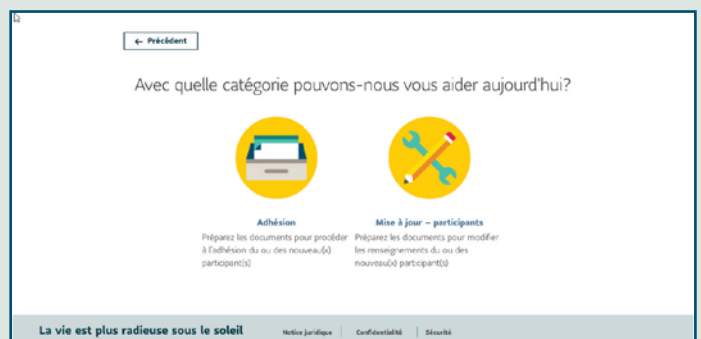 ← Précédent
Avec quelle catégorie pouvons-nous vous aider aujourd'hui?
Adhésion
Préparez les documents pour procéder
à l'adhésion du ou des nouveau(x)
participant(s)
Mise à jour – participants
Préparez les documents pour modifier
les renseignements du ou des
nouveau(x) participant(s)
La vie est plus radieuse sous le soleil
Notice juridique | Confidentialité | Sécurité